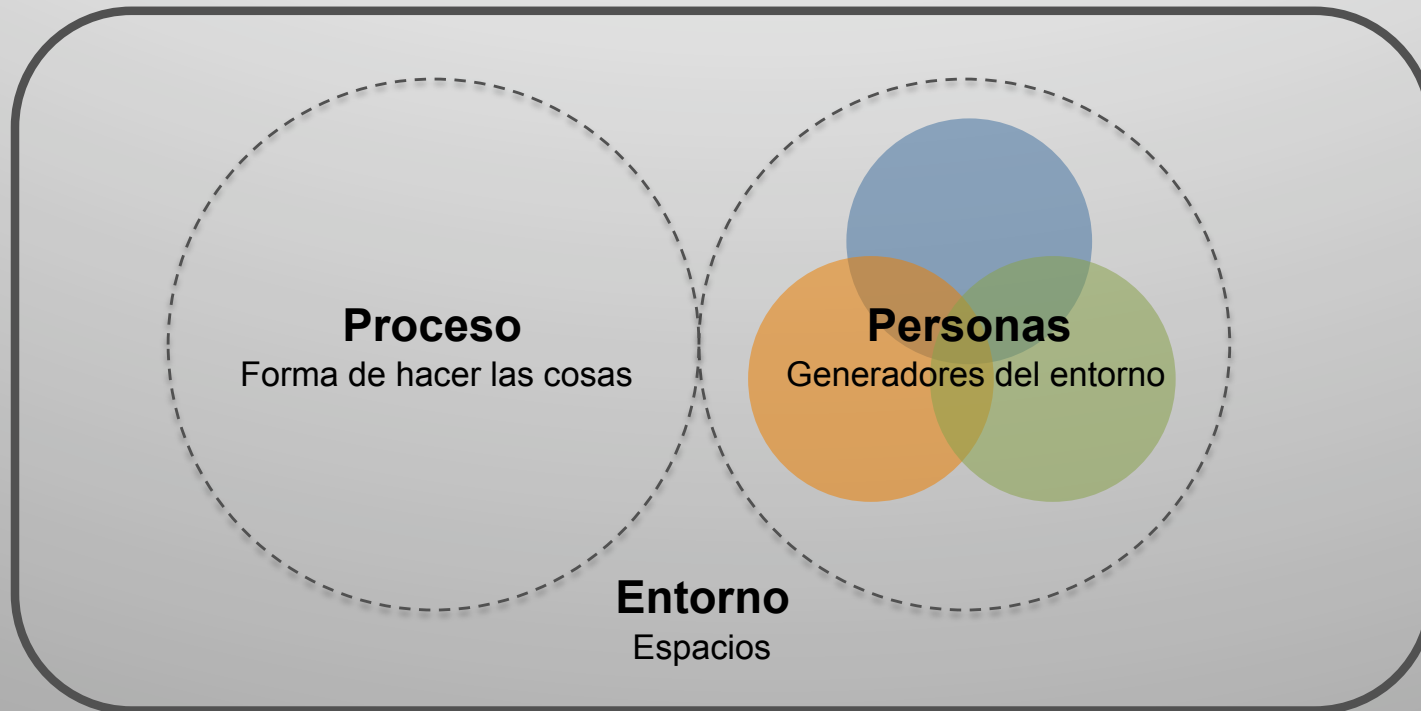 Proceso
Forma de hacer las cosas
Personas
Generadores del entorno
Entorno
Espacios